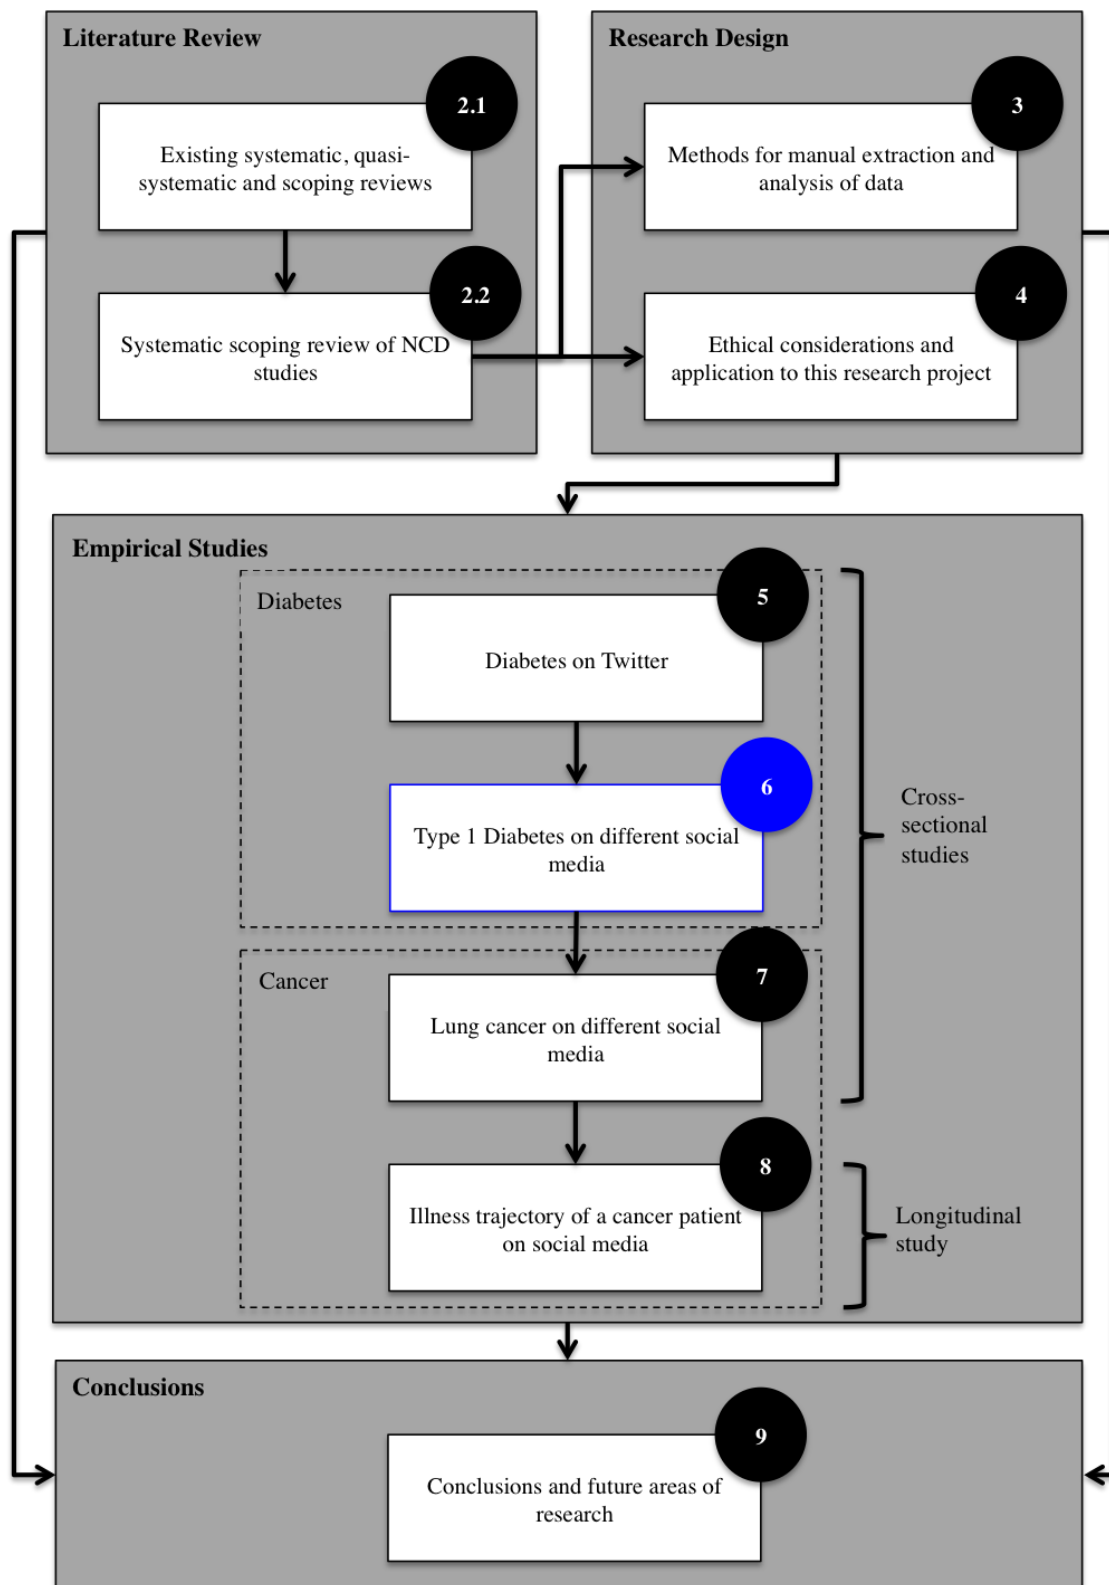 Literature Review
2.1
Existing systematic, quasi-
systematic and scoping reviews
2.2
Systematic scoping review of NCD
studies
Research Design
3
Methods for manual extraction and
analysis of data
4
Ethical considerations and
application to this research project
Empirical Studies
Diabetes
5
Diabetes on Twitter
6
Type 1 Diabetes on different social
media
Cross-
sectional
studies
Cancer
7
Lung cancer on different social
media
8
Illness trajectory of a cancer patient
on social media
Longitudinal
study
Conclusions
9
Conclusions and future areas of
research